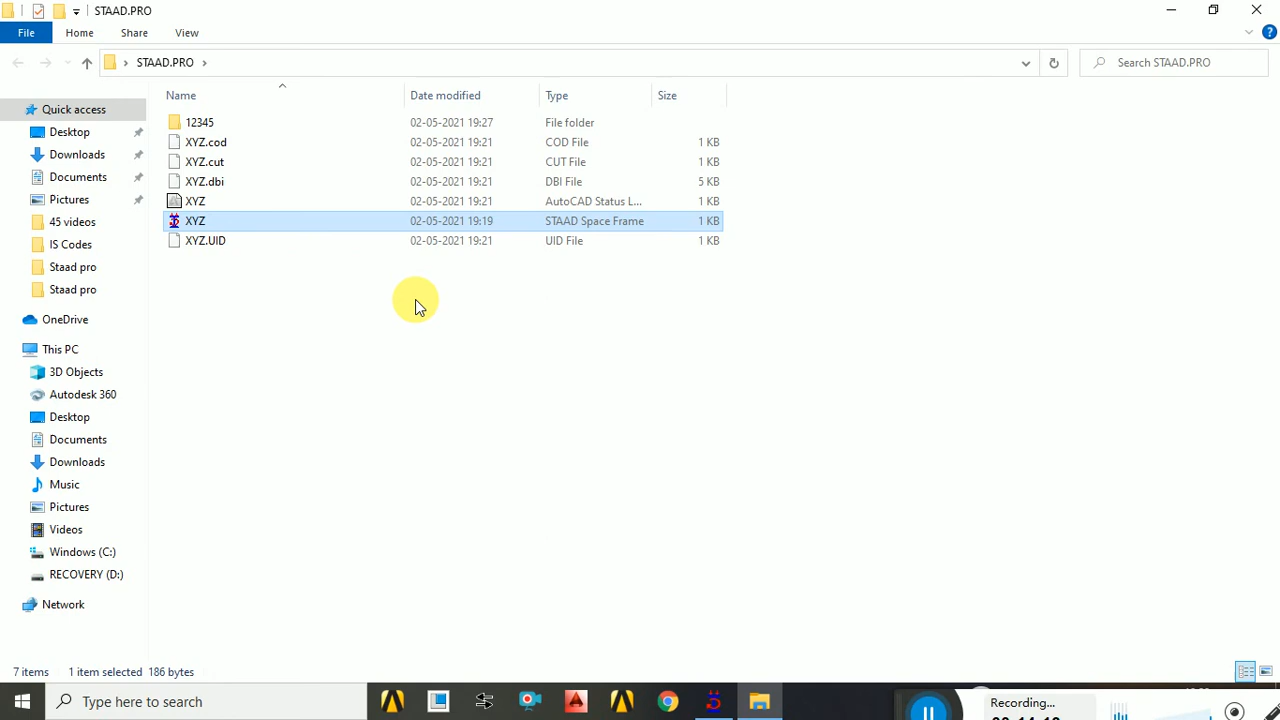 STAAD.PRO
File Home Share View
STAAD.PRO
Search STAAD.PRO
Name Date modified Type Size
Quick access
Desktop
Downloads
Documents
Pictures
45 videos
IS Codes
Staad pro
Staad pro
OneDrive
This PC
3D Objects
Autodesk 360
Desktop
Documents
Downloads
Music
Pictures
Videos
Windows (C:)
RECOVERY (D:)
Network
12345 02-05-2021 19:27 File folder
XYZ.cod 02-05-2021 19:21 COD File 1 KB
XYZ.cut 02-05-2021 19:21 CUT File 1 KB
XYZ.dbi 02-05-2021 19:21 DBI File 5 KB
XYZ 02-05-2021 19:21 AutoCAD Status L... 1 KB
XYZ 02-05-2021 19:19 STAAD Space Frame 1 KB
XYZ.UID 02-05-2021 19:21 UID File 1 KB
7 items 1 item selected 186 bytes
Type here to search
Recording...